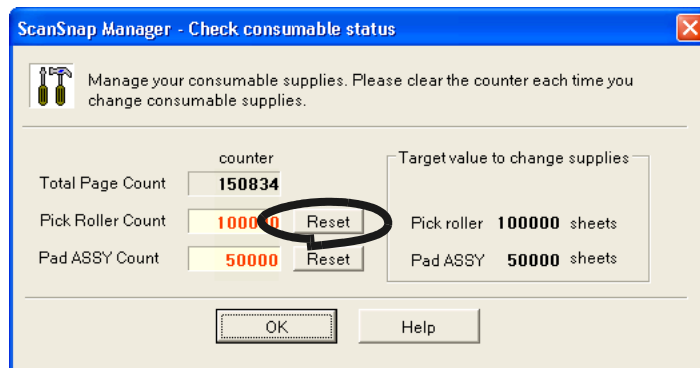 ScanSnap Manager - Check consumable status
Manage your consumable supplies. Please clear the counter each time you
change consumable supplies.
counter
Target value to change supplies
Total Page Count 150834
Pick Roller Count 100000 Reset
Pick roller 100000 sheets
Pad ASSY Count 50000 Reset
Pad ASSY 50000 sheets
OK Help